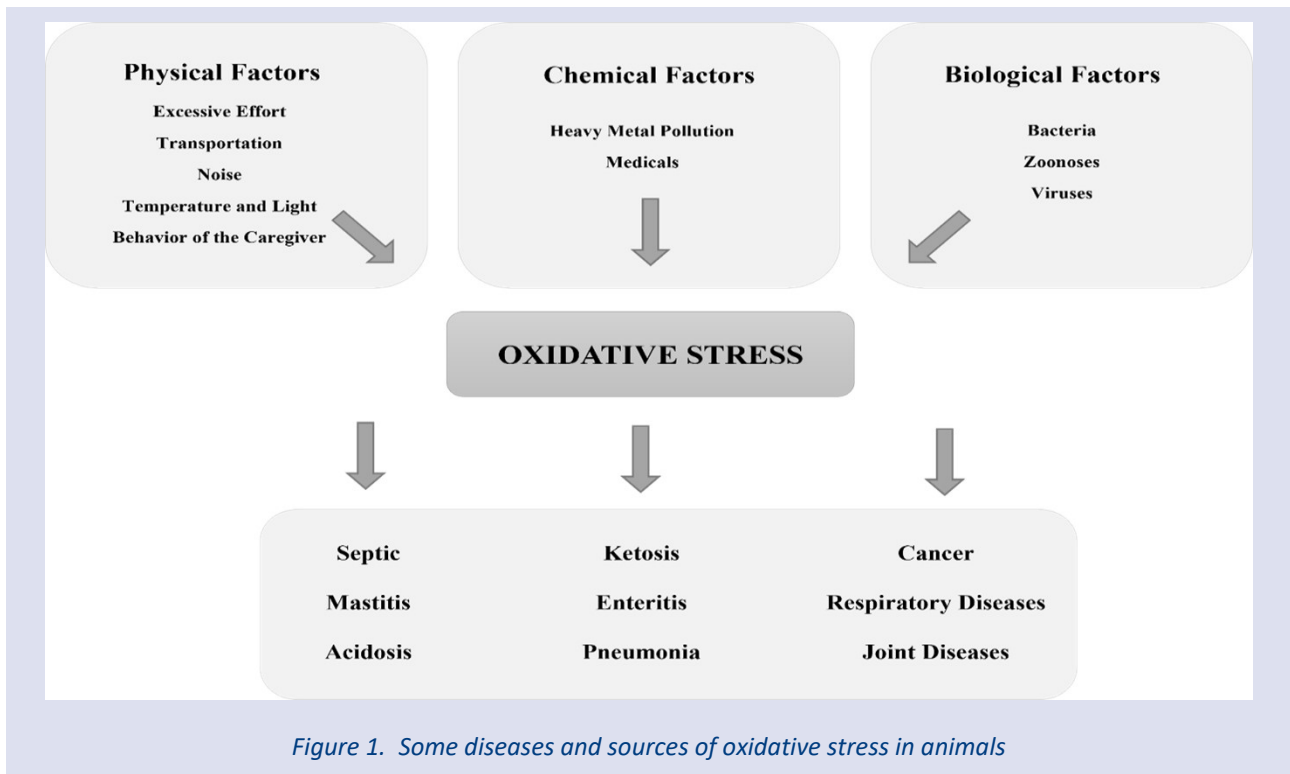 Physical Factors
Excessive Effort
Transportation
Noise
Temperature and Light
Behavior of the Caregiver
Chemical Factors
Heavy Metal Pollution
Medicals
Biological Factors
Bacteria
Zoonoses
Viruses
OXIDATIVE STRESS
Septic
Mastitis
Acidosis
Ketosis
Enteritis
Pneumonia
Cancer
Respiratory Diseases
Joint Diseases
Figure 1. Some diseases and sources of oxidative stress in animals